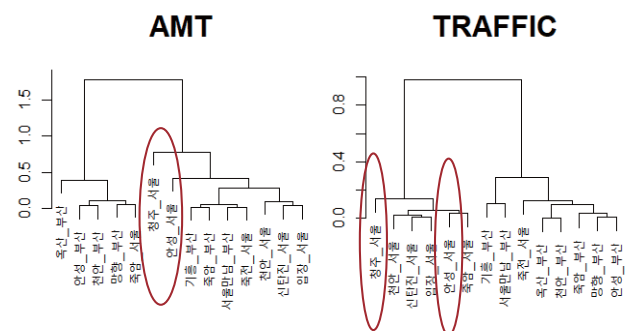 AMT
TRAFFIC
1.5
1.0
0.5
0.0
옥산_부산
안성_부산
천안_부산
망향_부산
죽암_서울
청주_서울
안성_서울
기흥_부산
죽암_부산
서울만남_부산
죽전_서울
천안_서울
신탄진_서울
입장_서울
0.8
0.4
0.0
청주_서울
천안_서울
신탄진_서울
입장_서울
안성_서울
죽암_서울
기흥_부산
서울만남_부산
죽전_서울
옥산_부산
천안_부산
죽암_부산
망향_부산
안성_부산